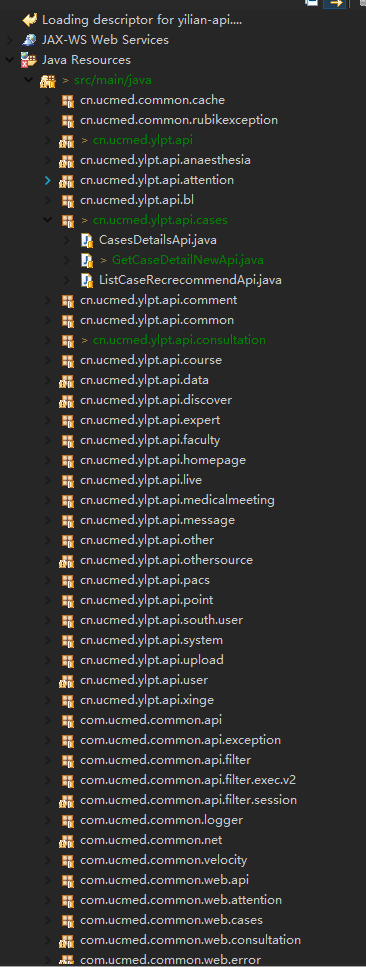 Loading descriptor for yilian-api....
JAX-WS Web Services
Java Resources
> src/main/java
cn.ucmed.common.cache
cn.ucmed.common.rubikexception
> cn.ucmed.ylpt.api
cn.ucmed.ylpt.api.anaesthesia
cn.ucmed.ylpt.api.attention
cn.ucmed.ylpt.api.bl
> cn.ucmed.ylpt.api.cases
CasesDetailsApi.java
> GetCaseDetailNewApi.java
ListCaseRecrecommendApi.java
cn.ucmed.ylpt.api.comment
cn.ucmed.ylpt.api.common
> cn.ucmed.ylpt.api.consultation
cn.ucmed.ylpt.api.course
cn.ucmed.ylpt.api.data
cn.ucmed.ylpt.api.discover
cn.ucmed.ylpt.api.expert
cn.ucmed.ylpt.api.faculty
cn.ucmed.ylpt.api.homepage
cn.ucmed.ylpt.api.live
cn.ucmed.ylpt.api.medicalmeeting
cn.ucmed.ylpt.api.message
cn.ucmed.ylpt.api.other
cn.ucmed.ylpt.api.othersource
cn.ucmed.ylpt.api.pacs
cn.ucmed.ylpt.api.point
cn.ucmed.ylpt.api.south.user
cn.ucmed.ylpt.api.system
cn.ucmed.ylpt.api.upload
cn.ucmed.ylpt.api.user
cn.ucmed.ylpt.api.xinge
com.ucmed.common.api
com.ucmed.common.api.exception
com.ucmed.common.api.filter
com.ucmed.common.api.filter.exec.v2
com.ucmed.common.api.filter.session
com.ucmed.common.logger
com.ucmed.common.net
com.ucmed.common.velocity
com.ucmed.common.web.api
com.ucmed.common.web.attention
com.ucmed.common.web.cases
com.ucmed.common.web.consultation
com.ucmed.common.web.error